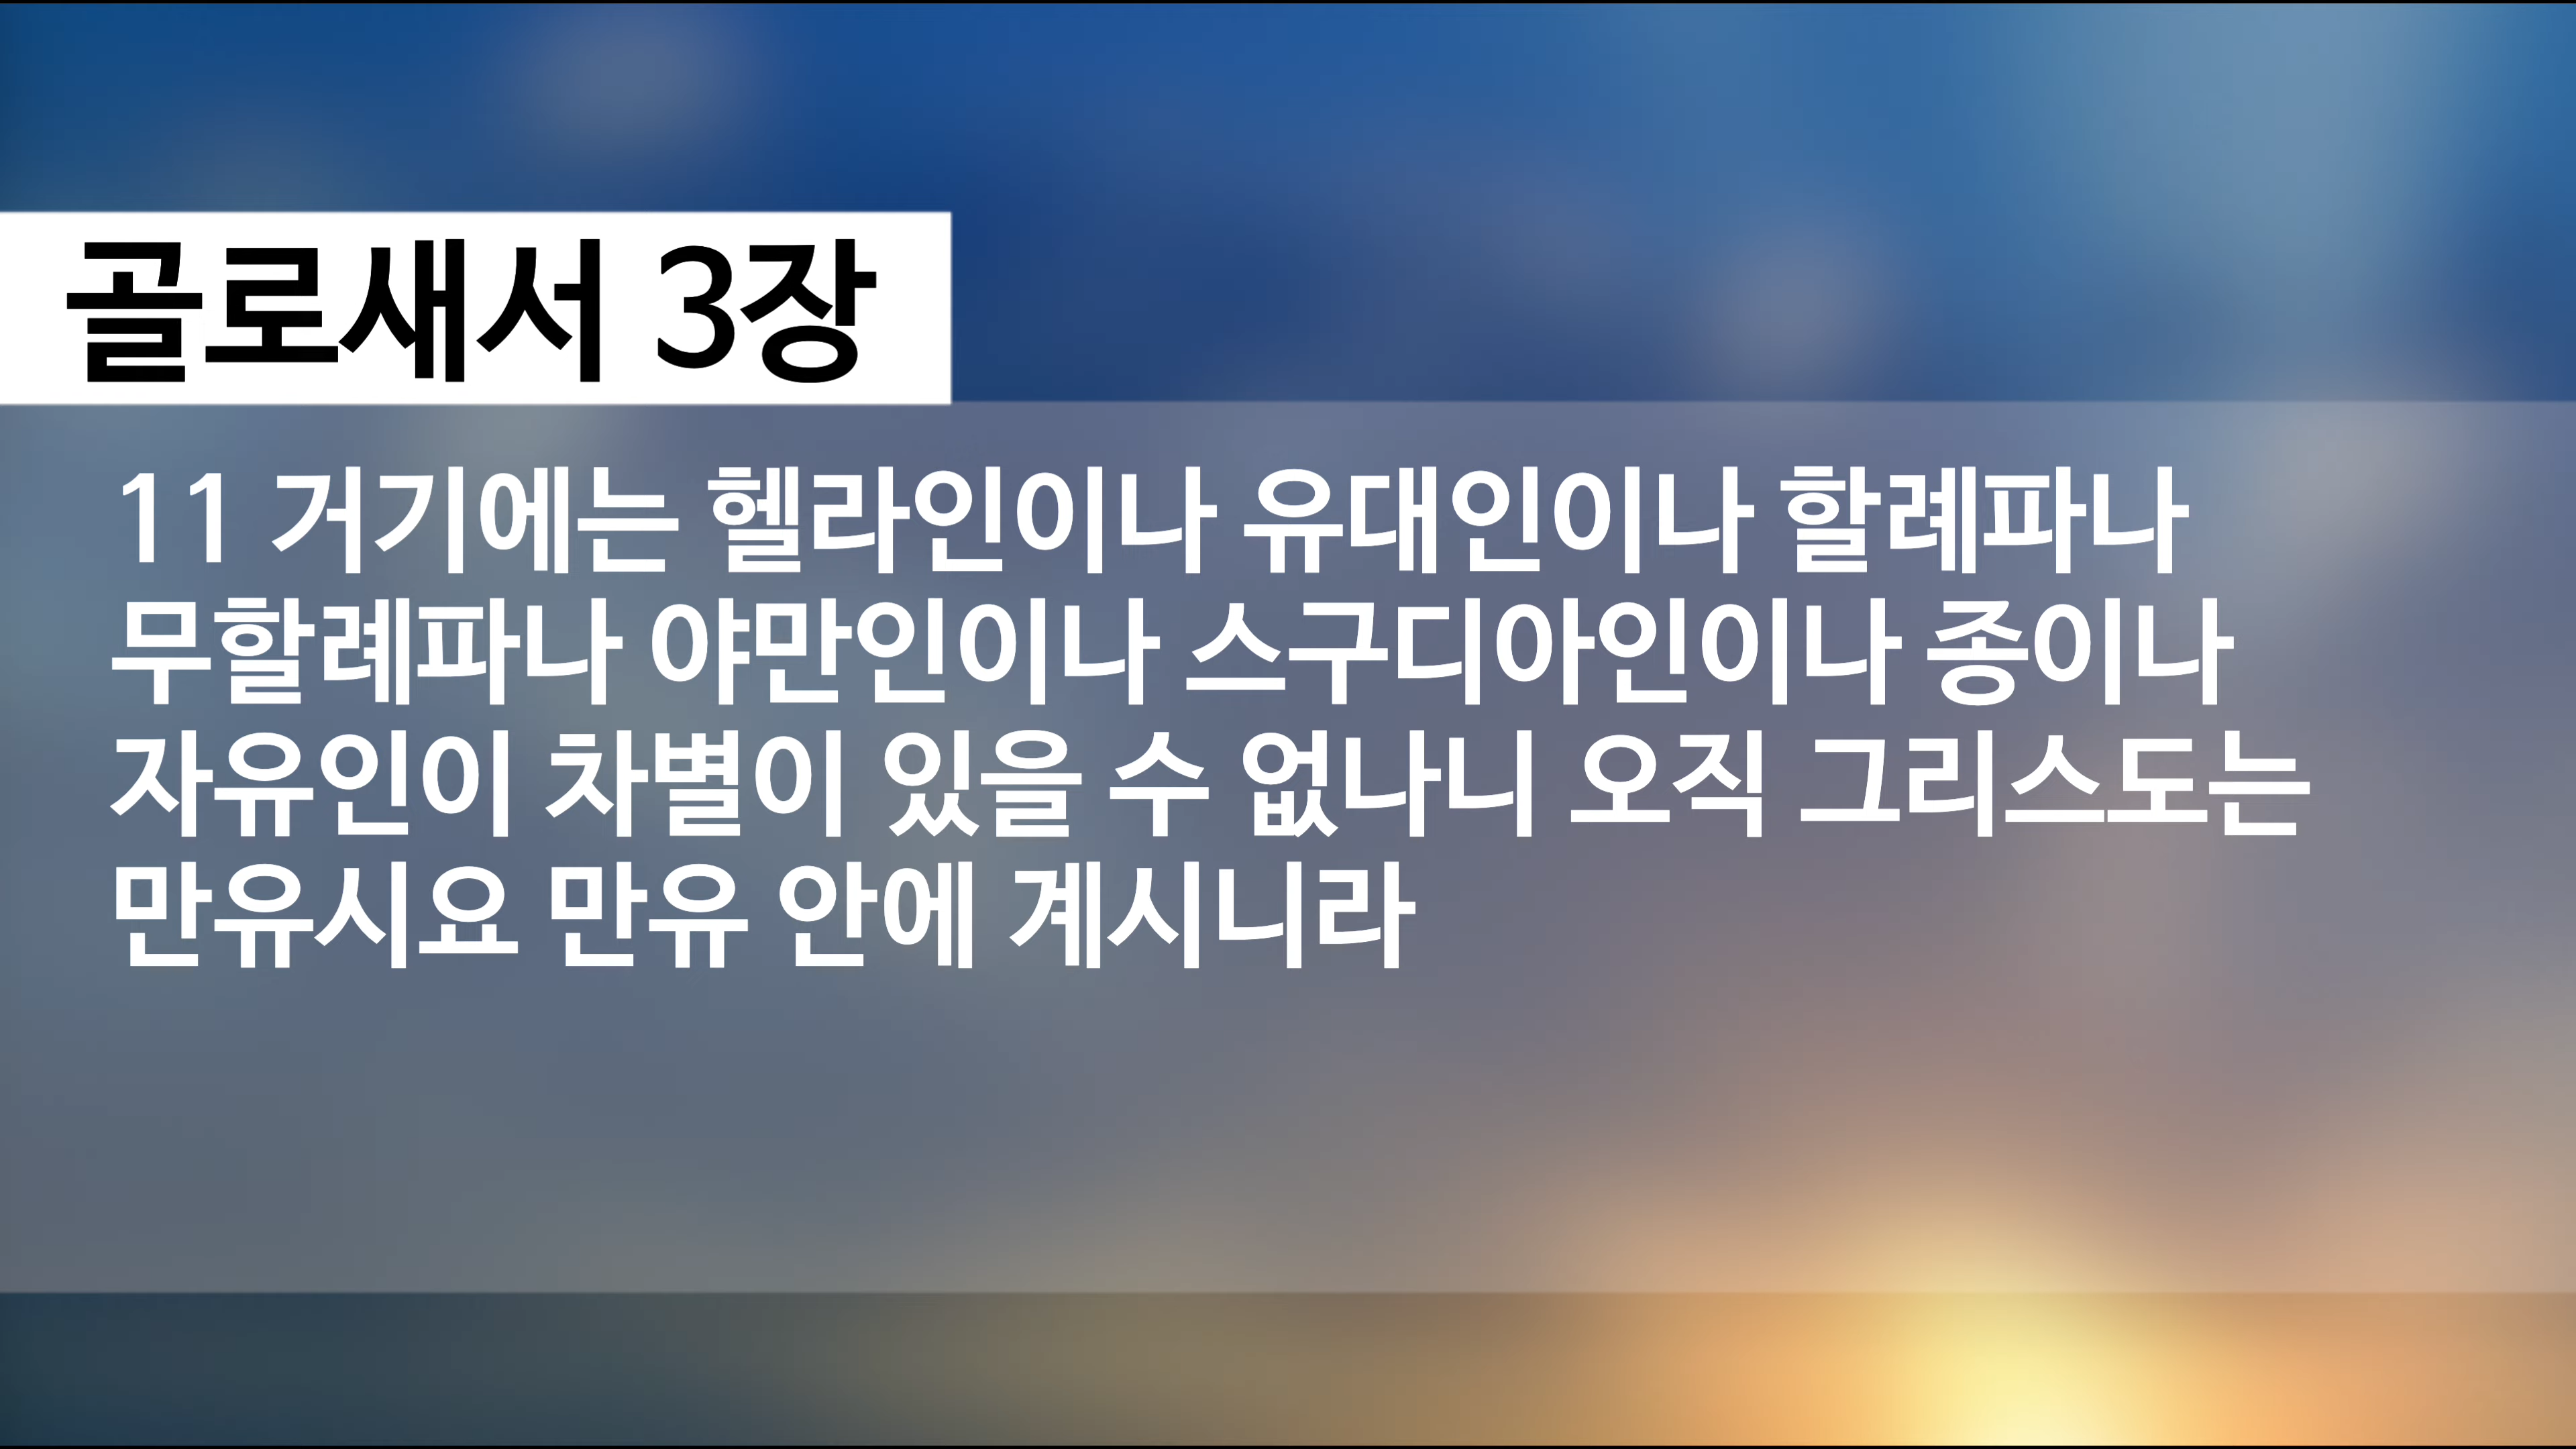 골로새서 3장
11 거기에는 헬라인이나 유대인이나 할례파나
무할례파나 야만인이나 스구디아인이나 종이나
자유인이 차별이 있을 수 없나니 오직 그리스도는
만유시요 만유 안에 계시니라